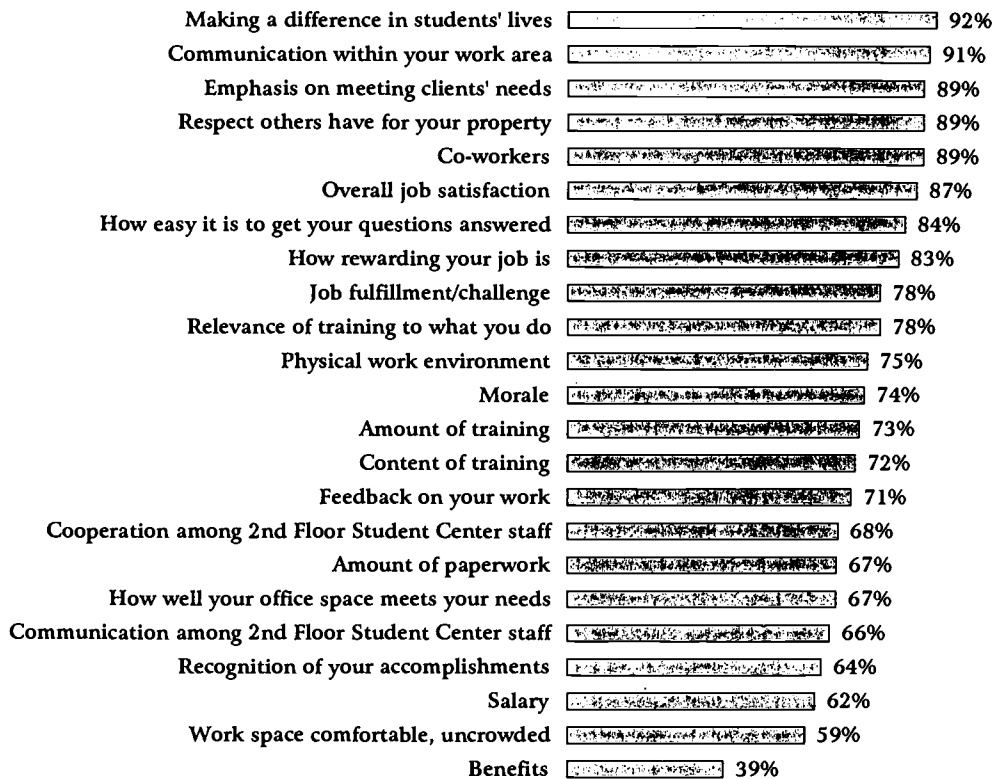 Making a difference in students' lives 92%
Communication within your work area 91%
Emphasis on meeting clients' needs 89%
Respect others have for your property 89%
Co-workers 89%
Overall job satisfaction 87%
How easy it is to get your questions answered 84%
How rewarding your job is 83%
Job fulfillment/challenge 78%
Relevance of training to what you do 78%
Physical work environment 75%
Morale 74%
Amount of training 73%
Content of training 72%
Feedback on your work 71%
Cooperation among 2nd Floor Student Center staff 68%
Amount of paperwork 67%
How well your office space meets your needs 67%
Communication among 2nd Floor Student Center staff 66%
Recognition of your accomplishments 64%
Salary 62%
Work space comfortable, uncrowded 59%
Benefits 39%